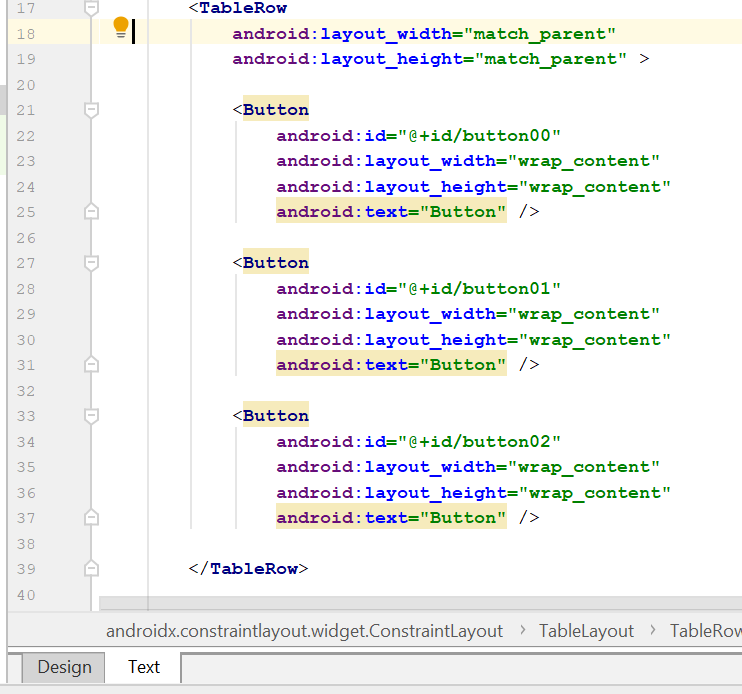 17 <TableRow
18 android:layout_width="match_parent"
19 android:layout_height="match_parent" >
20
21 <Button
22 android:id="@+id/button00"
23 android:layout_width="wrap_content"
24 android:layout_height="wrap_content"
25 android:text="Button" />
26
27 <Button
28 android:id="@+id/button01"
29 android:layout_width="wrap_content"
30 android:layout_height="wrap_content"
31 android:text="Button" />
32
33 <Button
34 android:id="@+id/button02"
35 android:layout_width="wrap_content"
36 android:layout_height="wrap_content"
37 android:text="Button" />
38
39 </TableRow>
40
androidx.constraintlayout.widget.ConstraintLayout › TableLayout › TableRow
Design Text